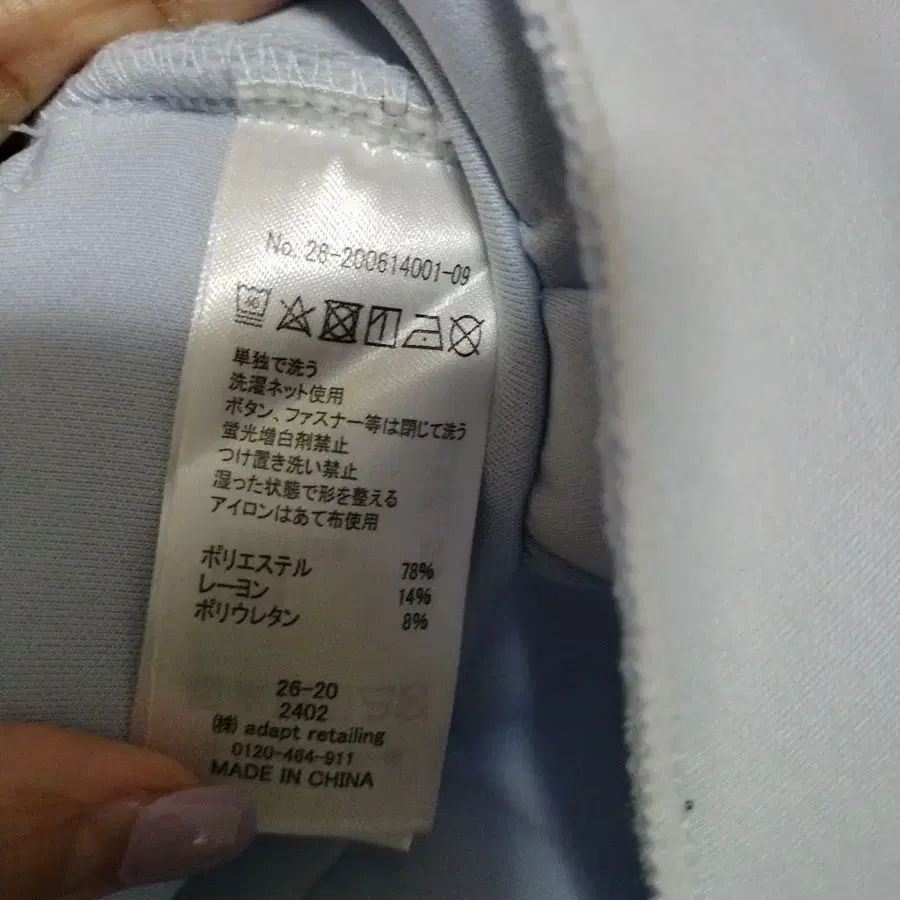 No. 26-200614001-09
40
単独で洗う
洗濯ネット使用
ボタン、ファスナー等は閉じて洗う
蛍光増白剤禁止
つけ置き洗い禁止
湿った状態で形を整える
アイロンはあて布使用
ポリエステル 78%
レーヨン 14%
ポリウレタン 8%
26-20
2402
(株) adapt retailing
0120-464-911
MADE IN CHINA